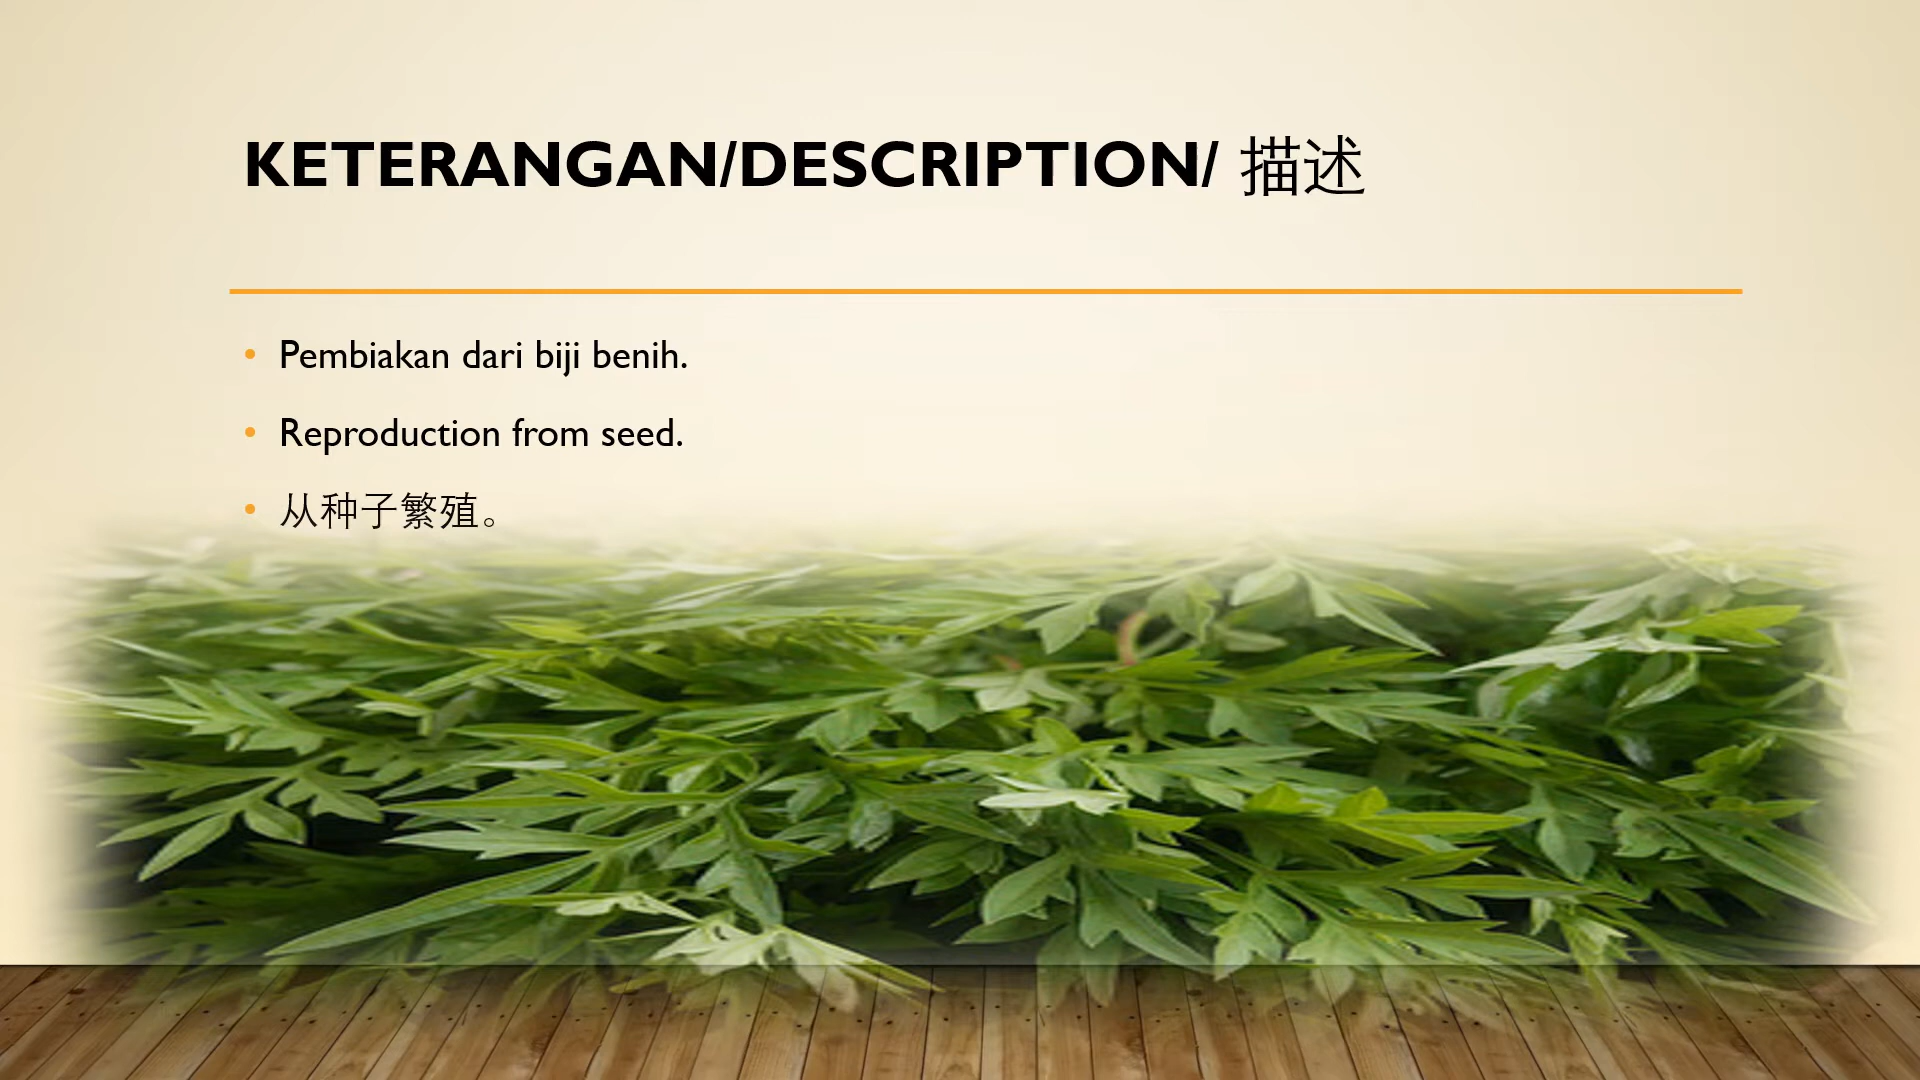 KETERANGAN/DESCRIPTION/ 描述
• Pembiakan dari biji benih.
• Reproduction from seed.
• 从种子繁殖。